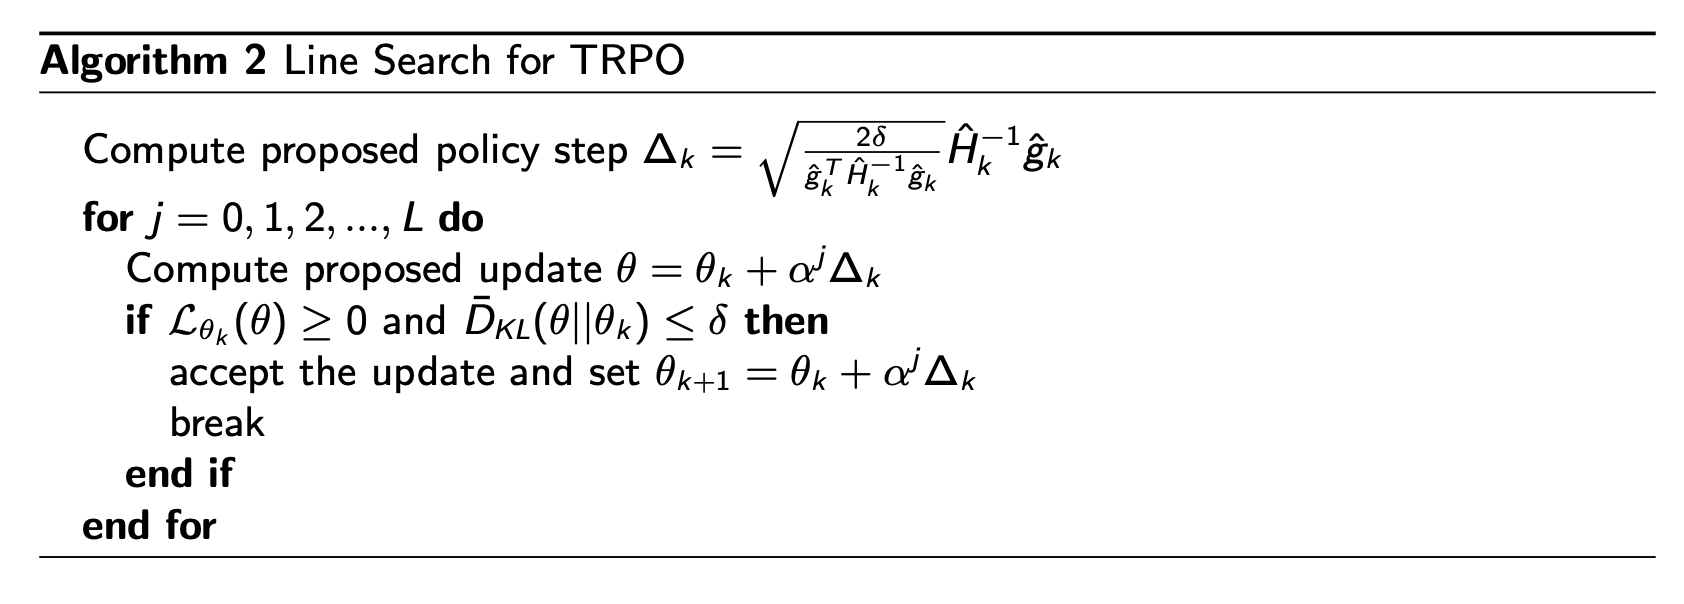 Algorithm 2 Line Search for TRPO
Compute proposed policy step $\Delta_k = \sqrt{\frac{2\delta}{\hat{g}_k^T \hat{H}_k^{-1} \hat{g}_k}} \hat{H}_k^{-1} \hat{g}_k$
for $j = 0, 1, 2, ..., L$ do
Compute proposed update $\theta = \theta_k + \alpha^j \Delta_k$
if $\mathcal{L}_{\theta_k}(\theta) \geq 0$ and $\bar{D}_{KL}(\theta||\theta_k) \leq \delta$ then
accept the update and set $\theta_{k+1} = \theta_k + \alpha^j \Delta_k$
break
end if
end for